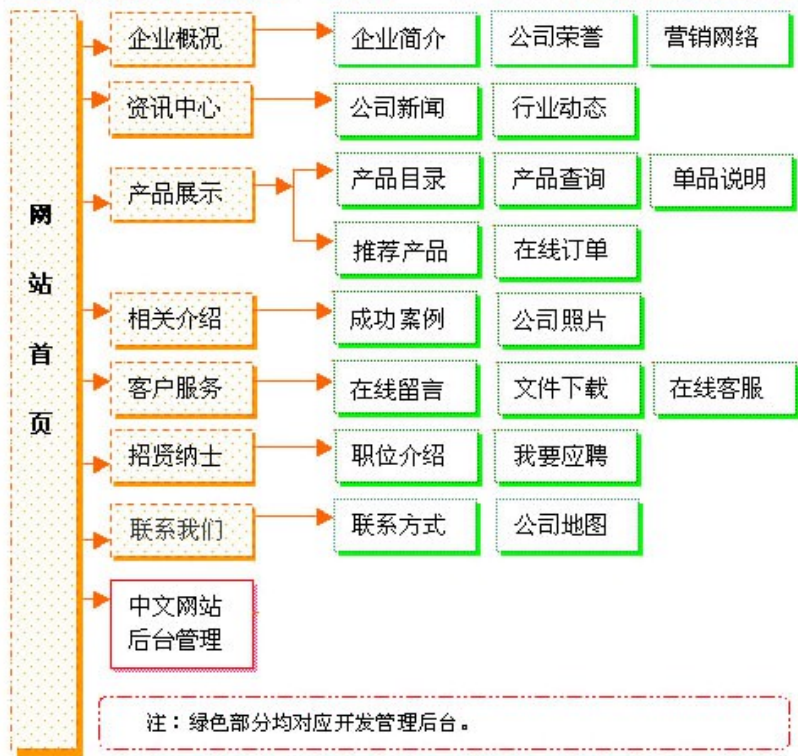 网站首页
企业概况 企业简介 公司荣誉 营销网络
资讯中心 公司新闻 行业动态
产品展示 产品目录 产品查询 单品说明
推荐产品 在线订单
相关介绍 成功案例 公司照片
客户服务 在线留言 文件下载 在线客服
招贤纳士 职位介绍 我要应聘
联系我们 联系方式 公司地图
中文网站
后台管理
注：绿色部分均对应开发管理后台。